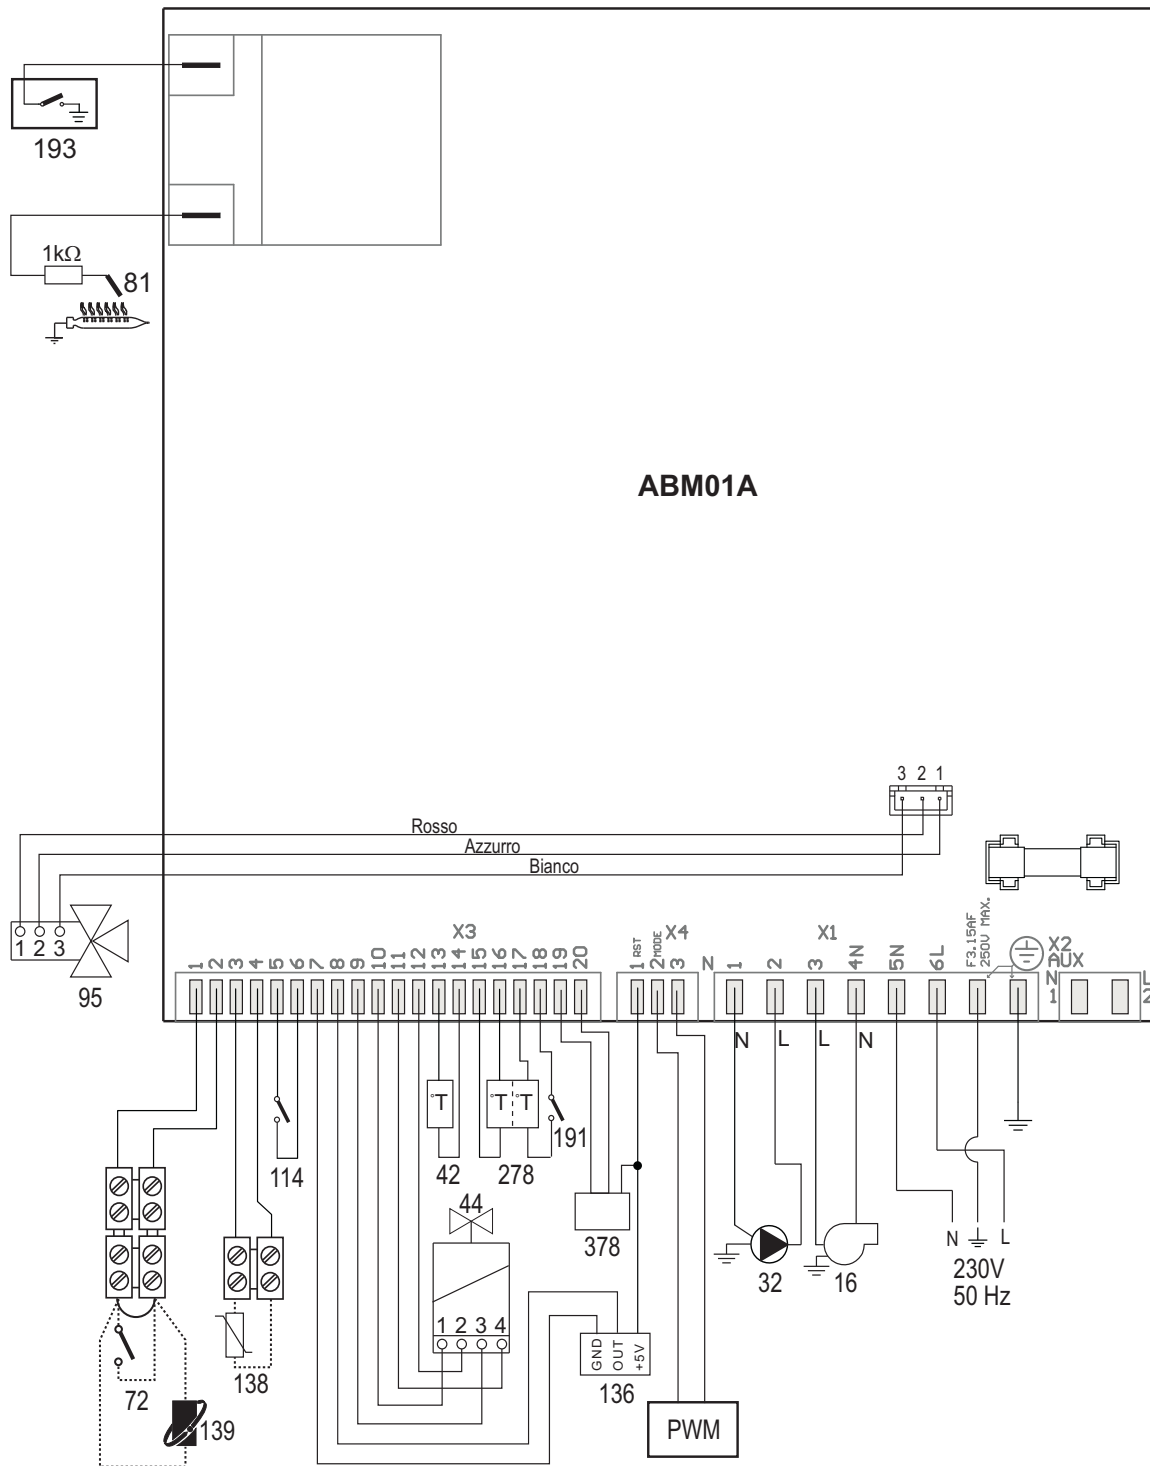 193
1kΩ
81
ABM01A
3 2 1
Rosso
Azzurro
Bianco
1 2 3
95
X3
1 2 3 4 5 6 7 8 9 10 11 12 13 14 15 16 17 18 19 20
X4
1 RST
2 MODE
3
X1
N 1 2 3 4N 5N 6L
F3.15AF
250V MAX.
X2
AUX
N L
1 2
N L L N
°T °T °T
114 42 278 191
44
378
1 2 3 4
32 16
N L
230V
50 Hz
GND
OUT
+5V
136
72
138
139
PWM